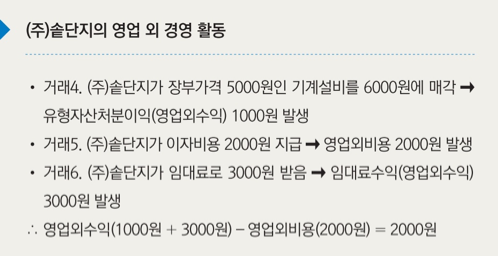 (주)솥단지의 영업 외 경영 활동
• 거래4. (주)솥단지가 장부가격 5000원인 기계설비를 6000원에 매각 ➞
유형자산처분이익(영업외수익) 1000원 발생
• 거래5. (주)솥단지가 이자비용 2000원 지급 ➞ 영업외비용 2000원 발생
• 거래6. (주)솥단지가 임대료로 3000원 받음 ➞ 임대료수익(영업외수익)
3000원 발생
∴ 영업외수익(1000원 + 3000원) – 영업외비용(2000원) = 2000원